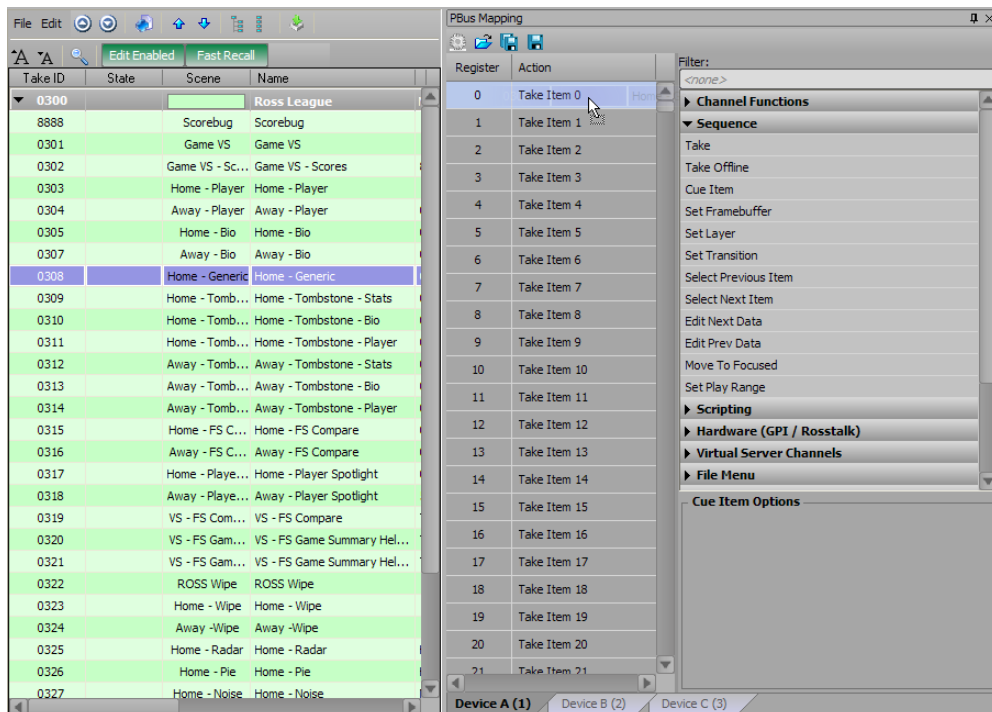 File Edit
A A Edit Enabled Fast Recall
Take ID State Scene Name
0300 Ross League
8888 Scorebug Scorebug
0301 Game VS Game VS
0302 Game VS - Sc... Game VS - Scores
0303 Home - Player Home - Player
0304 Away - Player Away - Player
0305 Home - Bio Home - Bio
0307 Away - Bio Away - Bio
0308 Home - Generic Home - Generic
0309 Home - Tomb... Home - Tombstone - Stats
0310 Home - Tomb... Home - Tombstone - Bio
0311 Home - Tomb... Home - Tombstone - Player
0312 Away - Tomb... Away - Tombstone - Stats
0313 Away - Tomb... Away - Tombstone - Bio
0314 Away - Tomb... Away - Tombstone - Player
0315 Home - FS C... Home - FS Compare
0316 Away - FS C... Away - FS Compare
0317 Home - Playe... Home - Player Spotlight
0318 Away - Playe... Away - Player Spotlight
0319 VS - FS Com... VS - FS Compare
0320 VS - FS Gam... VS - FS Game Summary Hel...
0321 VS - FS Gam... VS - FS Game Summary Hel...
0322 ROSS Wipe ROSS Wipe
0323 Home - Wipe Home - Wipe
0324 Away -Wipe Away -Wipe
0325 Home - Radar Home - Radar
0326 Home - Pie Home - Pie
0327 Home - Noise Home - Noise
PBus Mapping
Register Action
0 Take Item 0
1 Take Item 1
2 Take Item 2
3 Take Item 3
4 Take Item 4
5 Take Item 5
6 Take Item 6
7 Take Item 7
8 Take Item 8
9 Take Item 9
10 Take Item 10
11 Take Item 11
12 Take Item 12
13 Take Item 13
14 Take Item 14
15 Take Item 15
16 Take Item 16
17 Take Item 17
18 Take Item 18
19 Take Item 19
20 Take Item 20
21 Take Item 21
Filter:
<none>
Channel Functions
Sequence
Take
Take Offline
Cue Item
Set Framebuffer
Set Layer
Set Transition
Select Previous Item
Select Next Item
Edit Next Data
Edit Prev Data
Move To Focused
Set Play Range
Scripting
Hardware (GPI / Rosstalk)
Virtual Server Channels
File Menu
Cue Item Options
Device A (1) Device B (2) Device C (3)